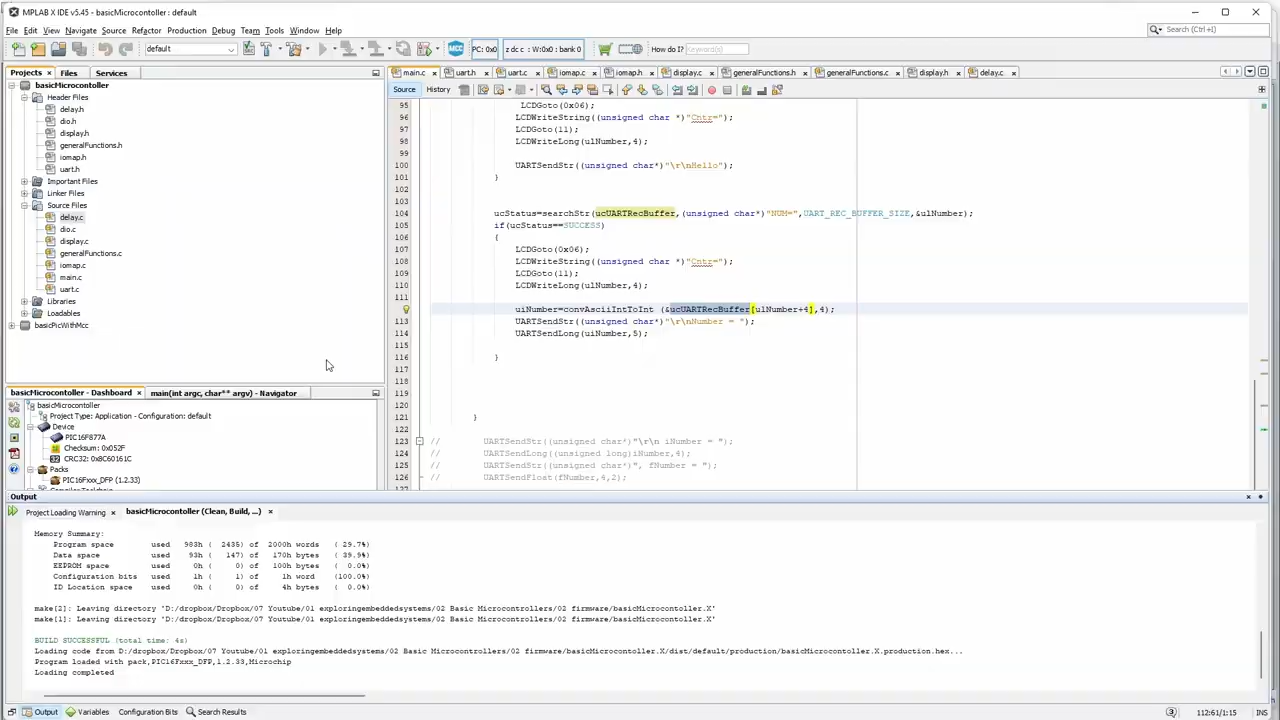 MPLAB X IDE v5.45 - basicMicrocontoller : default
File Edit View Navigate Source Refactor Production Debug Team Tools Window Help
Search (Ctrl+I)
default
PC: 0x0
z dc c : W:0x0 : bank 0
How do I?
Keyword(s)
Projects Files Services
main.c uart.h uart.c iomap.c iomap.h display.c generalFunctions.h generalFunctions.c display.h delay.c
Source History
basicMicrocontoller
Header Files
delay.h
dio.h
display.h
generalFunctions.h
iomap.h
uart.h
Important Files
Linker Files
Source Files
delay.c
dio.c
display.c
generalFunctions.c
iomap.c
main.c
uart.c
Libraries
Loadables
basicPicWithMcc
95 LCDGoto(0x06);
96 LCDWriteString((unsigned char *)"Cntr=");
97 LCDGoto(11);
98 LCDWriteLong(ulNumber,4);
99
100 UARTSendStr((unsigned char*)"\r\nHello");
101 }
102
103
104 ucStatus=searchStr(ucUARTRecBuffer,(unsigned char*)"NUM=",UART_REC_BUFFER_SIZE,&ulNumber);
105 if(ucStatus==SUCCESS)
106 {
107 LCDGoto(0x06);
108 LCDWriteString((unsigned char *)"Cntr=");
109 LCDGoto(11);
110 LCDWriteLong(ulNumber,4);
111
uiNumber=convAsciiIntToInt (&ucUARTRecBuffer[ulNumber+4],4);
113 UARTSendStr((unsigned char*)"\r\nNumber = ");
114 UARTSendLong(uiNumber,5);
115
116 }
117
118
119
120
121 }
122
123 // UARTSendStr((unsigned char*)"\r\n iNumber = ");
124 // UARTSendLong((unsigned long)iNumber,4);
125 // UARTSendStr((unsigned char*)", fNumber = ");
126 // UARTSendFloat(fNumber,4,2);
basicMicrocontoller - Dashboard main(int argc, char** argv) - Navigator
basicMicrocontoller
Project Type: Application - Configuration: default
Device
PIC16F877A
Checksum: 0x052F
CRC32: 0x8C60161C
Packs
PIC16Fxxx_DFP (1.2.33)
Output
Project Loading Warning basicMicrocontoller (Clean, Build, ...)
Memory Summary:
Program space used 983h ( 2435) of 2000h words ( 29.7%)
Data space used 93h ( 147) of 170h bytes ( 39.9%)
EEPROM space used 0h ( 0) of 100h bytes ( 0.0%)
Configuration bits used 1h ( 1) of 1h word (100.0%)
ID Location space used 0h ( 0) of 4h bytes ( 0.0%)
make[2]: Leaving directory 'D:/dropbox/Dropbox/07 Youtube/01 exploringembeddedsystems/02 Basic Microcontrollers/02 firmware/basicMicrocontoller.X'
make[1]: Leaving directory 'D:/dropbox/Dropbox/07 Youtube/01 exploringembeddedsystems/02 Basic Microcontrollers/02 firmware/basicMicrocontoller.X'
BUILD SUCCESSFUL (total time: 4s)
Loading code from D:/dropbox/Dropbox/07 Youtube/01 exploringembeddedsystems/02 Basic Microcontrollers/02 firmware/basicMicrocontoller.X/dist/default/production/basicMicrocontoller.X.production.hex...
Program loaded with pack,PIC16Fxxx_DFP,1.2.33,Microchip
Loading completed
Output Variables Configuration Bits Search Results
3
112:61/1:15
INS